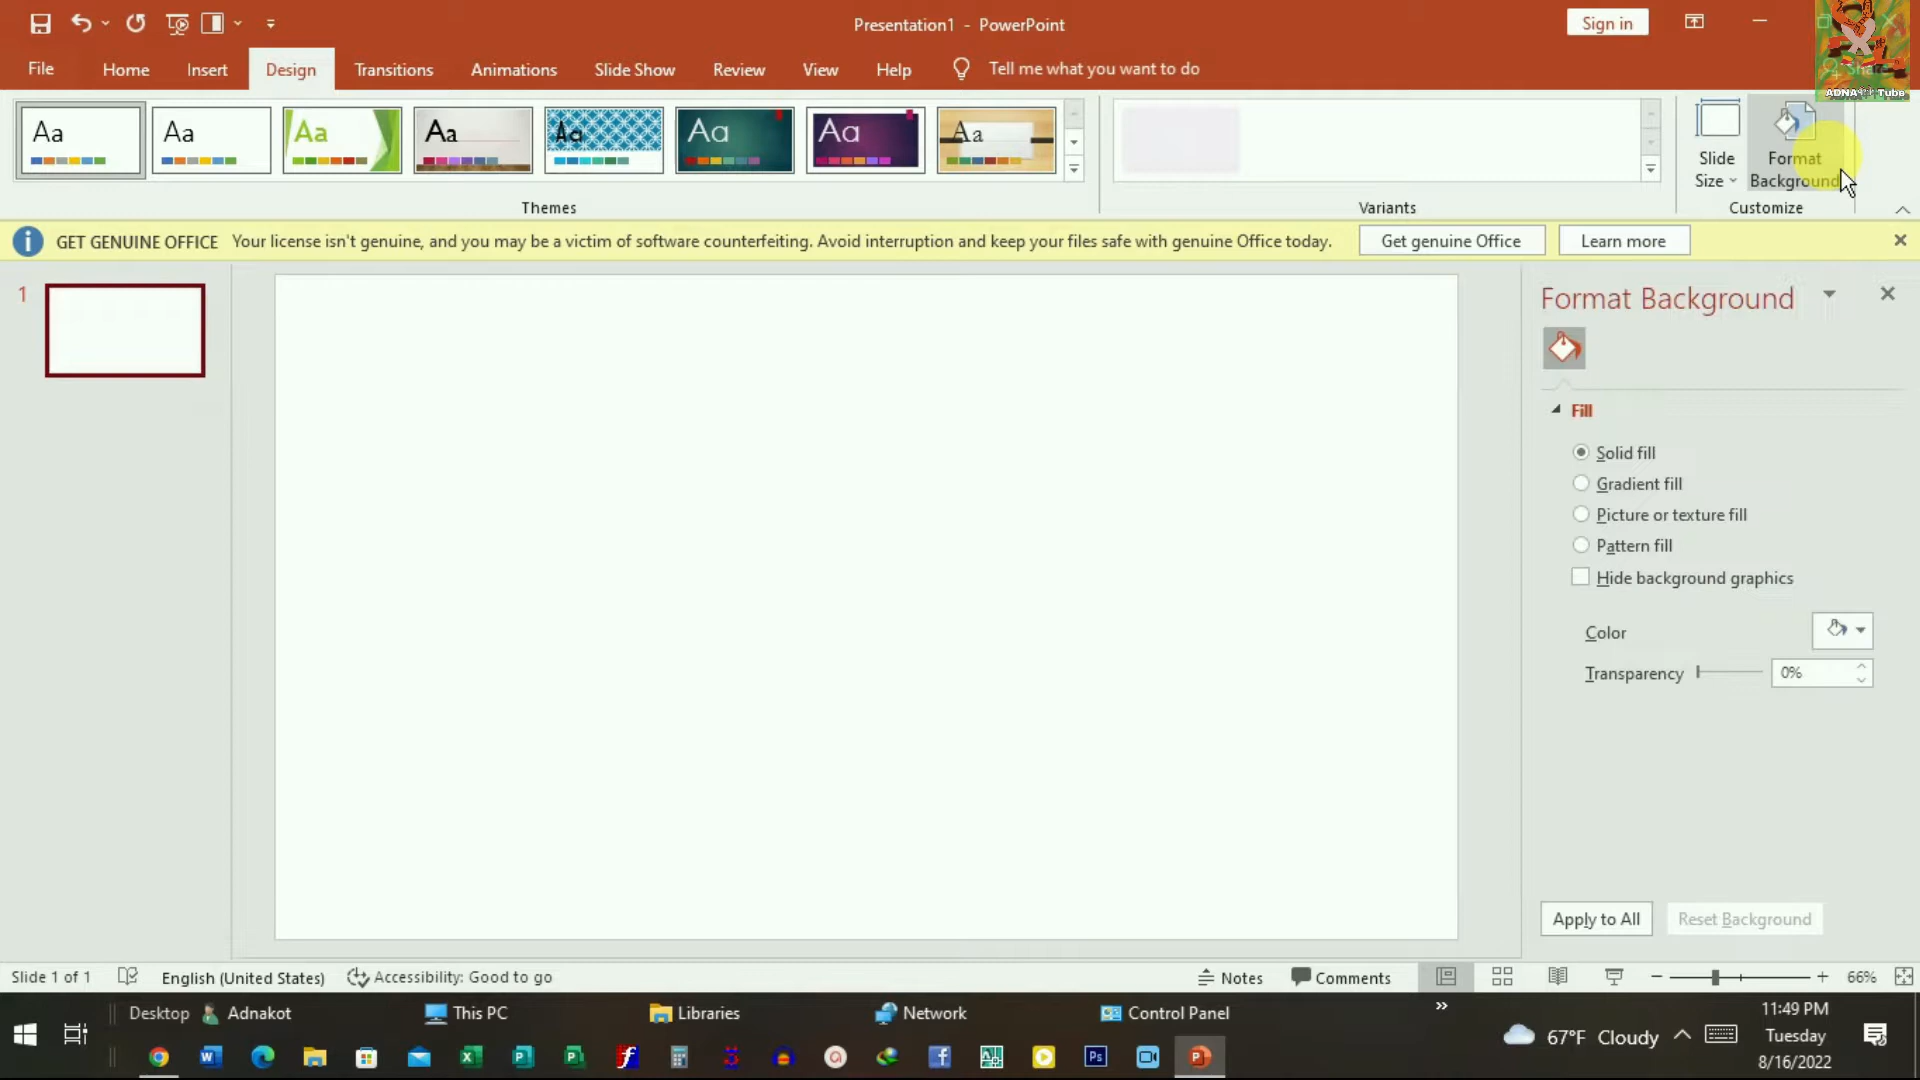 Presentation1 - PowerPoint
Sign in
File Home Insert Design Transitions Animations Slide Show Review View Help Tell me what you want to do
ADNA Tube
Aa Aa Aa Aa Aa Aa Aa Aa
Slide Size
Format Background
Themes
Variants
Customize
GET GENUINE OFFICE Your license isn't genuine, and you may be a victim of software counterfeiting. Avoid interruption and keep your files safe with genuine Office today. Get genuine Office Learn more
1
Format Background
Fill
Solid fill
Gradient fill
Picture or texture fill
Pattern fill
Hide background graphics
Color
Transparency 0%
Apply to All Reset Background
Slide 1 of 1 English (United States) Accessibility: Good to go Notes Comments 66%
Desktop Adnakot This PC Libraries Network Control Panel
67°F Cloudy
11:49 PM
Tuesday
8/16/2022